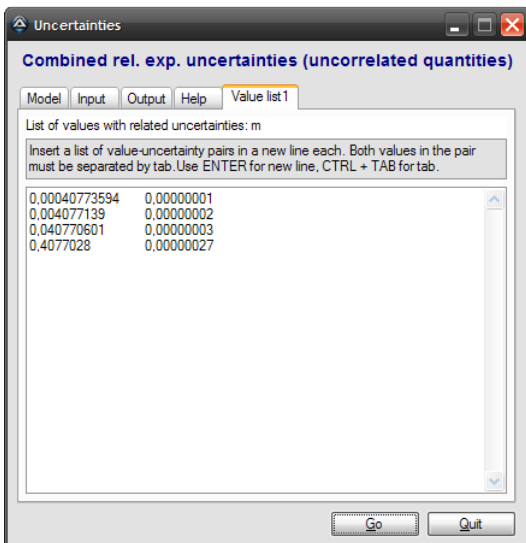 Uncertainties
Combined rel. exp. uncertainties (uncorrelated quantities)
Model Input Output Help Value list1
List of values with related uncertainties: m
Insert a list of value-uncertainty pairs in a new line each. Both values in the pair
must be separated by tab.Use ENTER for new line, CTRL + TAB for tab.
0,00040773594 0,00000001
0,004077139 0,00000002
0,040770601 0,00000003
0,4077028 0,00000027
Go Quit